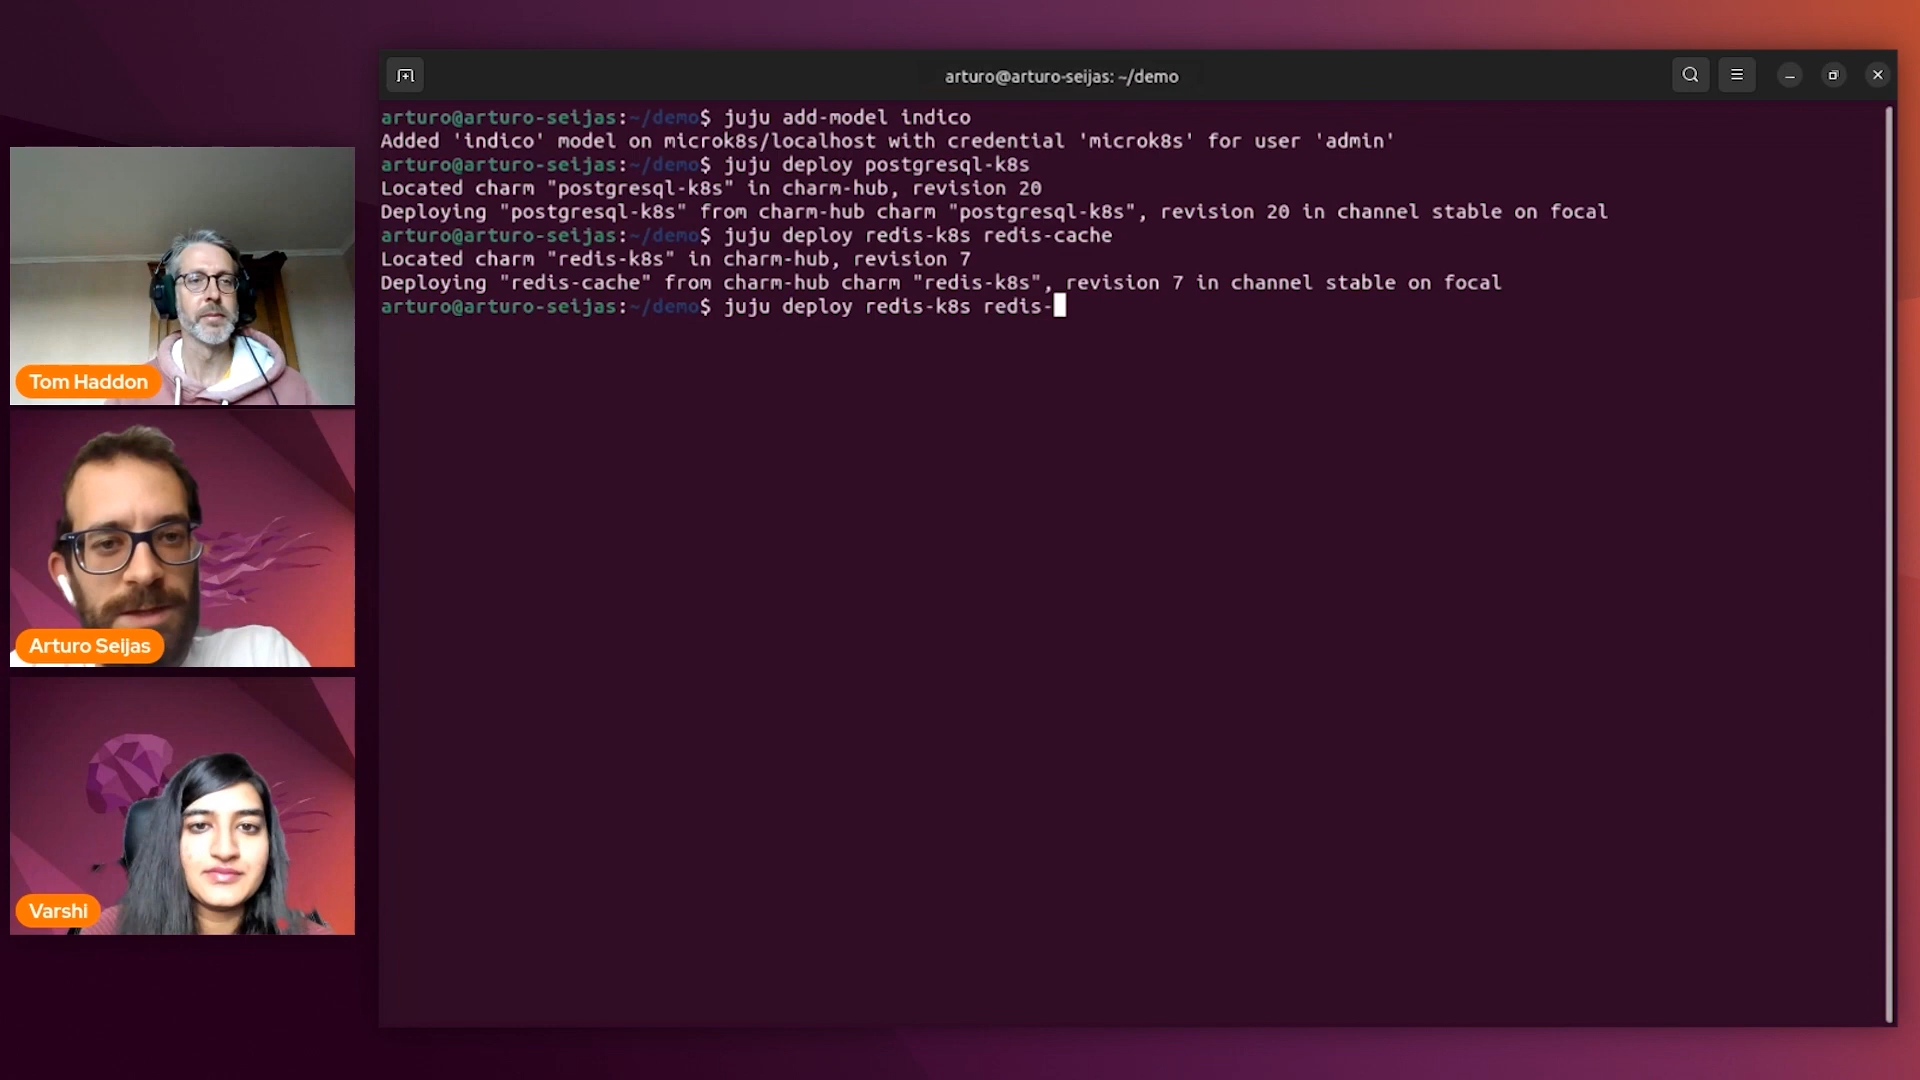 arturo@arturo-seijas: ~/demo
arturo@arturo-seijas:~/demo$ juju add-model indico
Added 'indico' model on microk8s/localhost with credential 'microk8s' for user 'admin'
arturo@arturo-seijas:~/demo$ juju deploy postgresql-k8s
Located charm "postgresql-k8s" in charm-hub, revision 20
Deploying "postgresql-k8s" from charm-hub charm "postgresql-k8s", revision 20 in channel stable on focal
arturo@arturo-seijas:~/demo$ juju deploy redis-k8s redis-cache
Located charm "redis-k8s" in charm-hub, revision 7
Deploying "redis-cache" from charm-hub charm "redis-k8s", revision 7 in channel stable on focal
arturo@arturo-seijas:~/demo$ juju deploy redis-k8s redis-
Tom Haddon
Arturo Seijas
Varshi